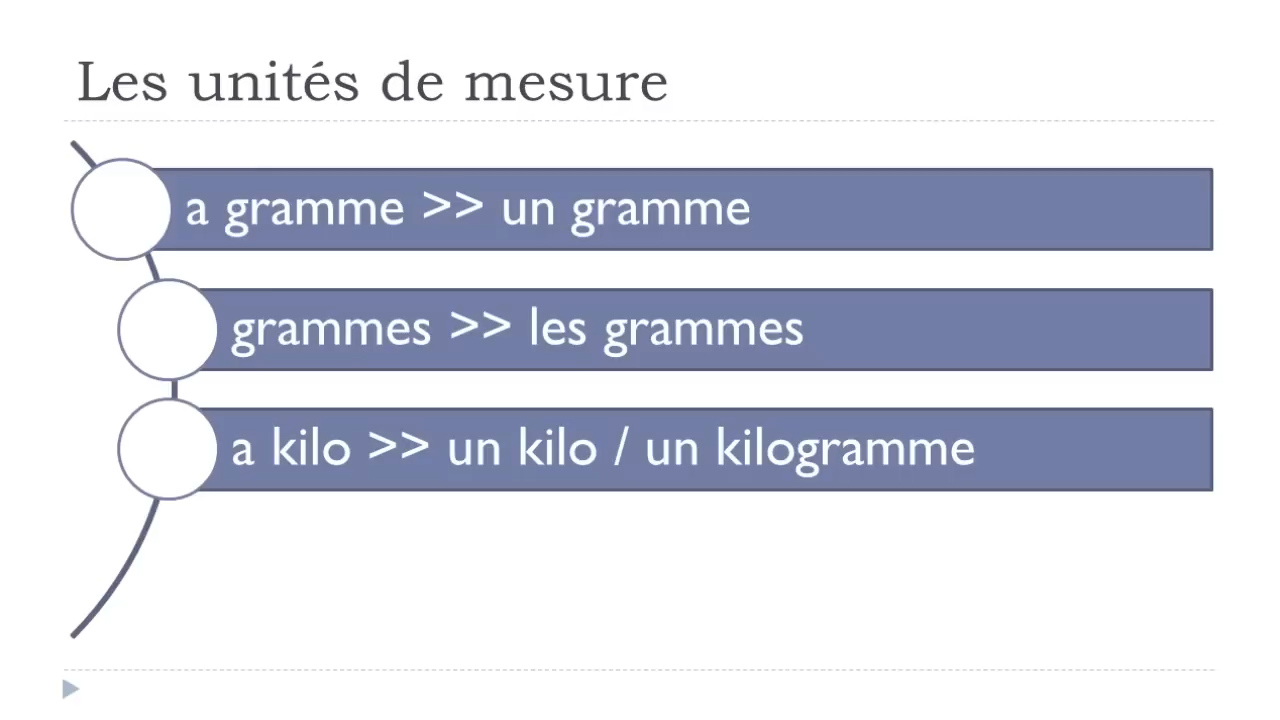 Les unités de mesure
a gramme >> un gramme
grammes >> les grammes
a kilo >> un kilo / un kilogramme